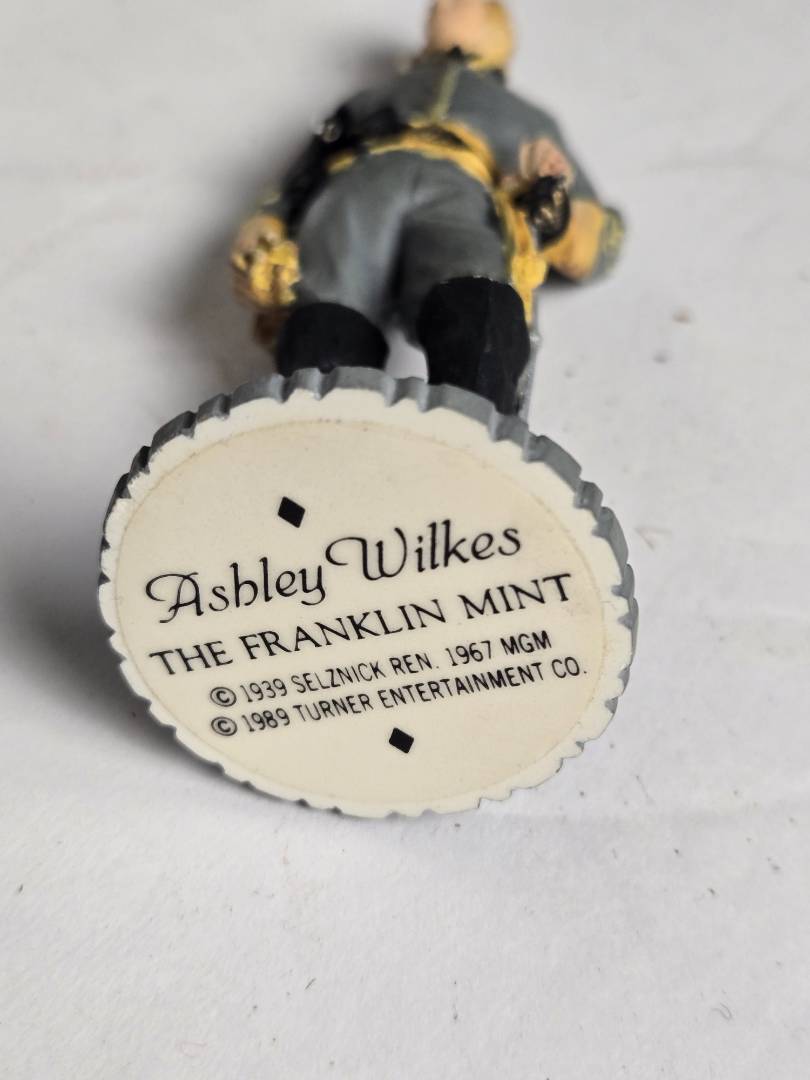 Ashley Wilkes
THE FRANKLIN MINT
© 1939 SELZNICK REN. 1967 MGM
© 1989 TURNER ENTERTAINMENT CO.